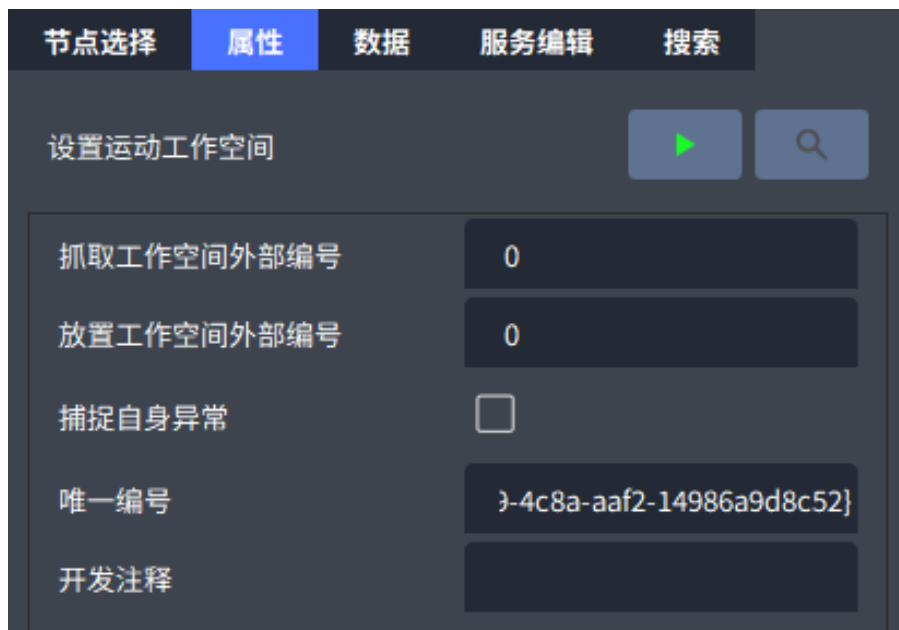 节点选择 属性 数据 服务编辑 搜索
设置运动工作空间
抓取工作空间外部编号 0
放置工作空间外部编号 0
捕捉自身异常
唯一编号 -4c8a-aaf2-14986a9d8c52}
开发注释